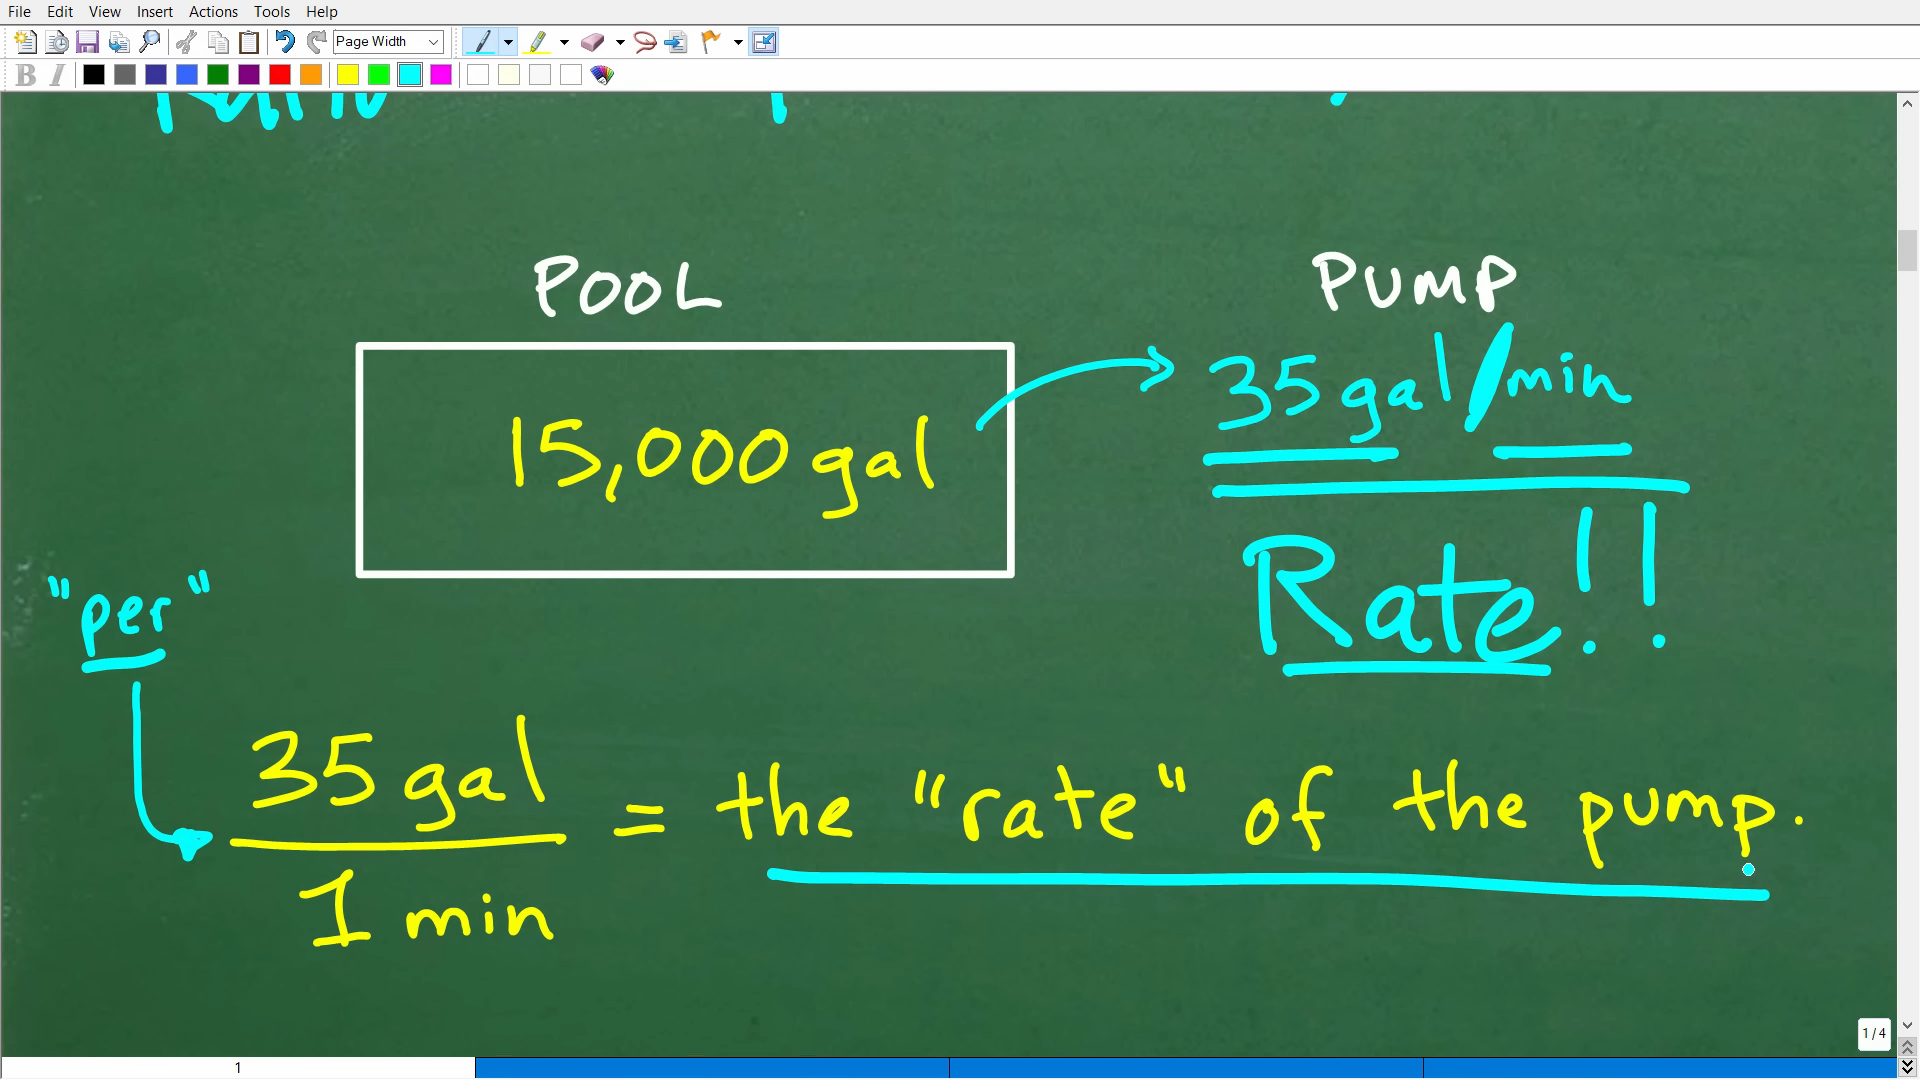 File Edit View Insert Actions Tools Help
Page Width
B I
POOL
PUMP
15,000 gal
35 gal/min
Rate!!
"per"
35 gal
1 min
= the "rate" of the pump.
1 / 4
1